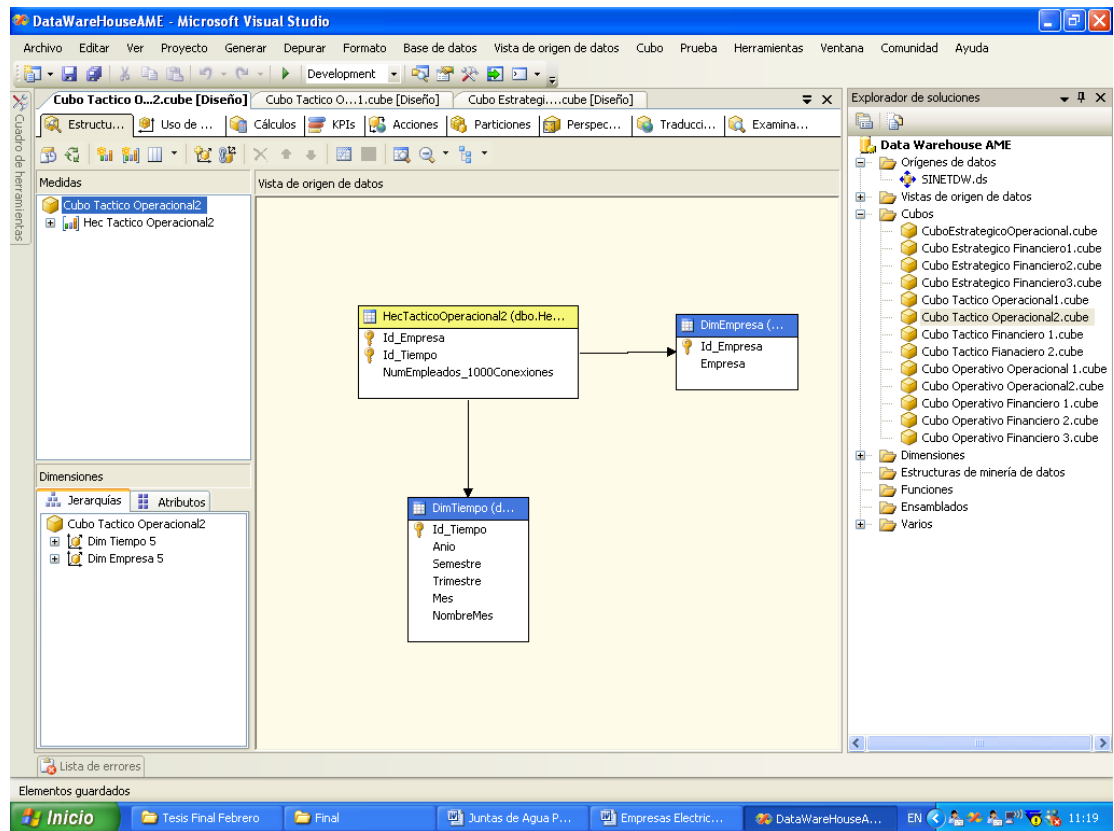 DataWareHouseAME - Microsoft Visual Studio
Archivo Editar Ver Proyecto Generar Depurar Formato Base de datos Vista de origen de datos Cubo Prueba Herramientas Ventana Comunidad Ayuda
Development
Cuadro de herramientas
Cubo Tactico O...2.cube [Diseño] Cubo Tactico O...1.cube [Diseño] Cubo Estrategi....cube [Diseño]
Estructu... Uso de ... Cálculos KPIs Acciones Particiones Perspec... Traducci... Examina...
Medidas
Cubo Tactico Operacional2
Hec Tactico Operacional2
Dimensiones
Jerarquías Atributos
Cubo Tactico Operacional2
Dim Tiempo 5
Dim Empresa 5
Vista de origen de datos
HecTacticoOperacional2 (dbo.He...
Id_Empresa
Id_Tiempo
NumEmpleados_1000Conexiones
DimEmpresa (...
Id_Empresa
Empresa
DimTiempo (d...
Id_Tiempo
Anio
Semestre
Trimestre
Mes
NombreMes
Explorador de soluciones
Data Warehouse AME
Orígenes de datos
SINETDW.ds
Vistas de origen de datos
Cubos
CuboEstrategicoOperacional.cube
Cubo Estrategico Financiero1.cube
Cubo Estrategico Financiero2.cube
Cubo Estrategico Financiero3.cube
Cubo Tactico Operacional1.cube
Cubo Tactico Operacional2.cube
Cubo Tactico Financiero 1.cube
Cubo Tactico Fianaciero 2.cube
Cubo Operativo Operacional 1.cube
Cubo Operativo Operacional2.cube
Cubo Operativo Financiero 1.cube
Cubo Operativo Financiero 2.cube
Cubo Operativo Financiero 3.cube
Dimensiones
Estructuras de minería de datos
Funciones
Ensamblados
Varios
Lista de errores
Elementos guardados
Inicio Tesis Final Febrero Final Juntas de Agua P... Empresas Electric... DataWareHouseA... EN 11:19